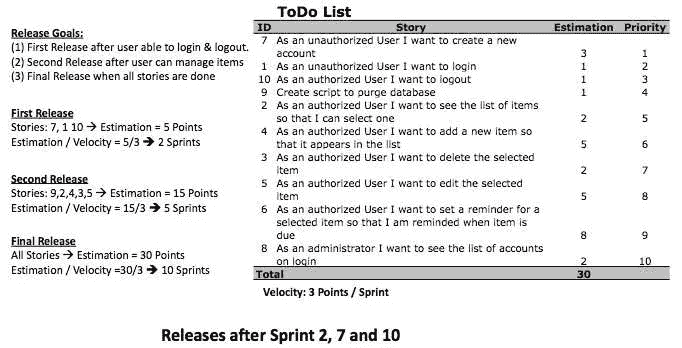 ToDo List
Release Goals:
(1) First Release after user able to login & logout.
(2) Second Release after user can manage items
(3) Final Release when all stories are done
First Release
Stories: 7, 1 10 → Estimation = 5 Points
Estimation / Velocity = 5/3 ➔ 2 Sprints
Second Release
Stories: 9,2,4,3,5 → Estimation = 15 Points
Estimation / Velocity = 15/3 ➔ 5 Sprints
Final Release
All Stories → Estimation = 30 Points
Estimation / Velocity =30/3 ➔ 10 Sprints
ID Story Estimation Priority
7 As an unauthorized User I want to create a new
account 3 1
1 As an unauthorized User I want to login 1 2
10 As an authorized User I want to logout 1 3
9 Create script to purge database 1 4
2 As an authorized User I want to see the list of items
so that I can select one 2 5
4 As an authorized User I want to add a new item so
that it appears in the list 5 6
3 As an authorized User I want to delete the selected
item 2 7
5 As an authorized User I want to edit the selected
item 5 8
6 As an authorized User I want to set a reminder for a
selected item so that I am reminded when item is
due 8 9
8 As an administrator I want to see the list of accounts
on login 2 10
Total 30
Velocity: 3 Points / Sprint
Releases after Sprint 2, 7 and 10